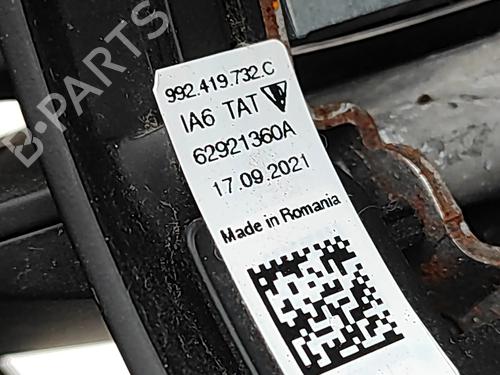 B-PARTS
992.419.732.C
IA6 TAT
62921360A
17.09.2021
Made in Romania